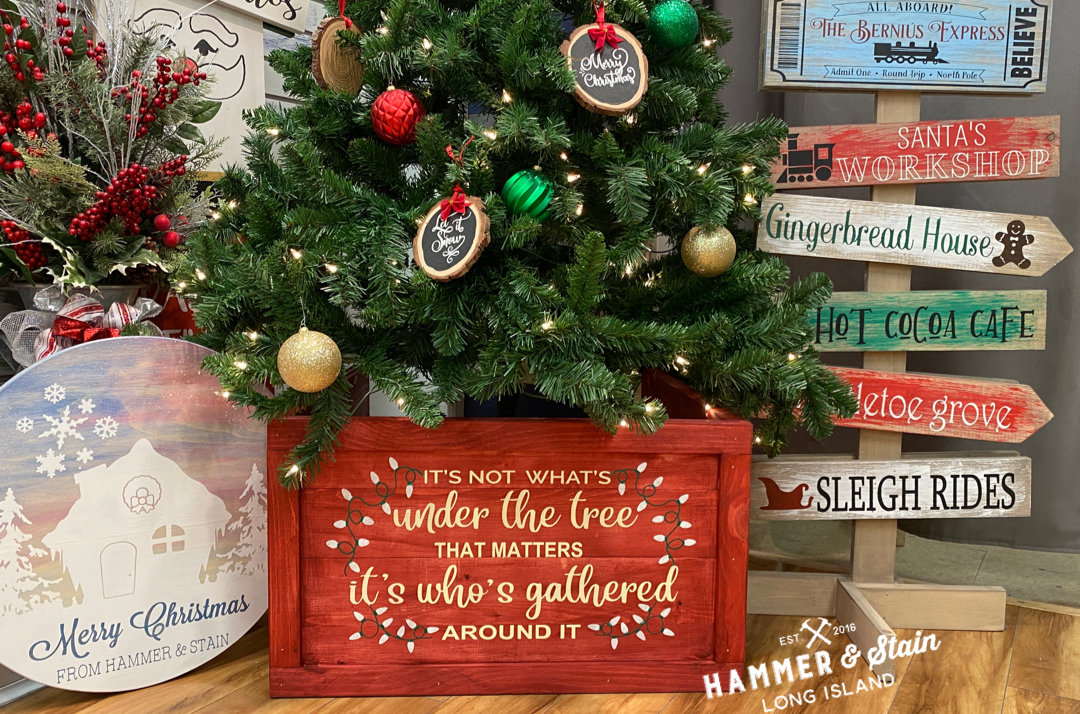 ALL ABOARD!
THE BERNIUS EXPRESS
Admit One • Round Trip • North Pole
BELIEVE
SANTA'S
WORKSHOP
Gingerbread House
HOT COCOA CAFE
letoe grove
SLEIGH RIDES
Merry
Christmas
Let it
Snow
IT'S NOT WHAT'S
under the tree
THAT MATTERS
it's who's gathered
AROUND IT
Merry Christmas
FROM HAMMER & STAIN
EST. 2016
HAMMER & Stain
LONG ISLAND